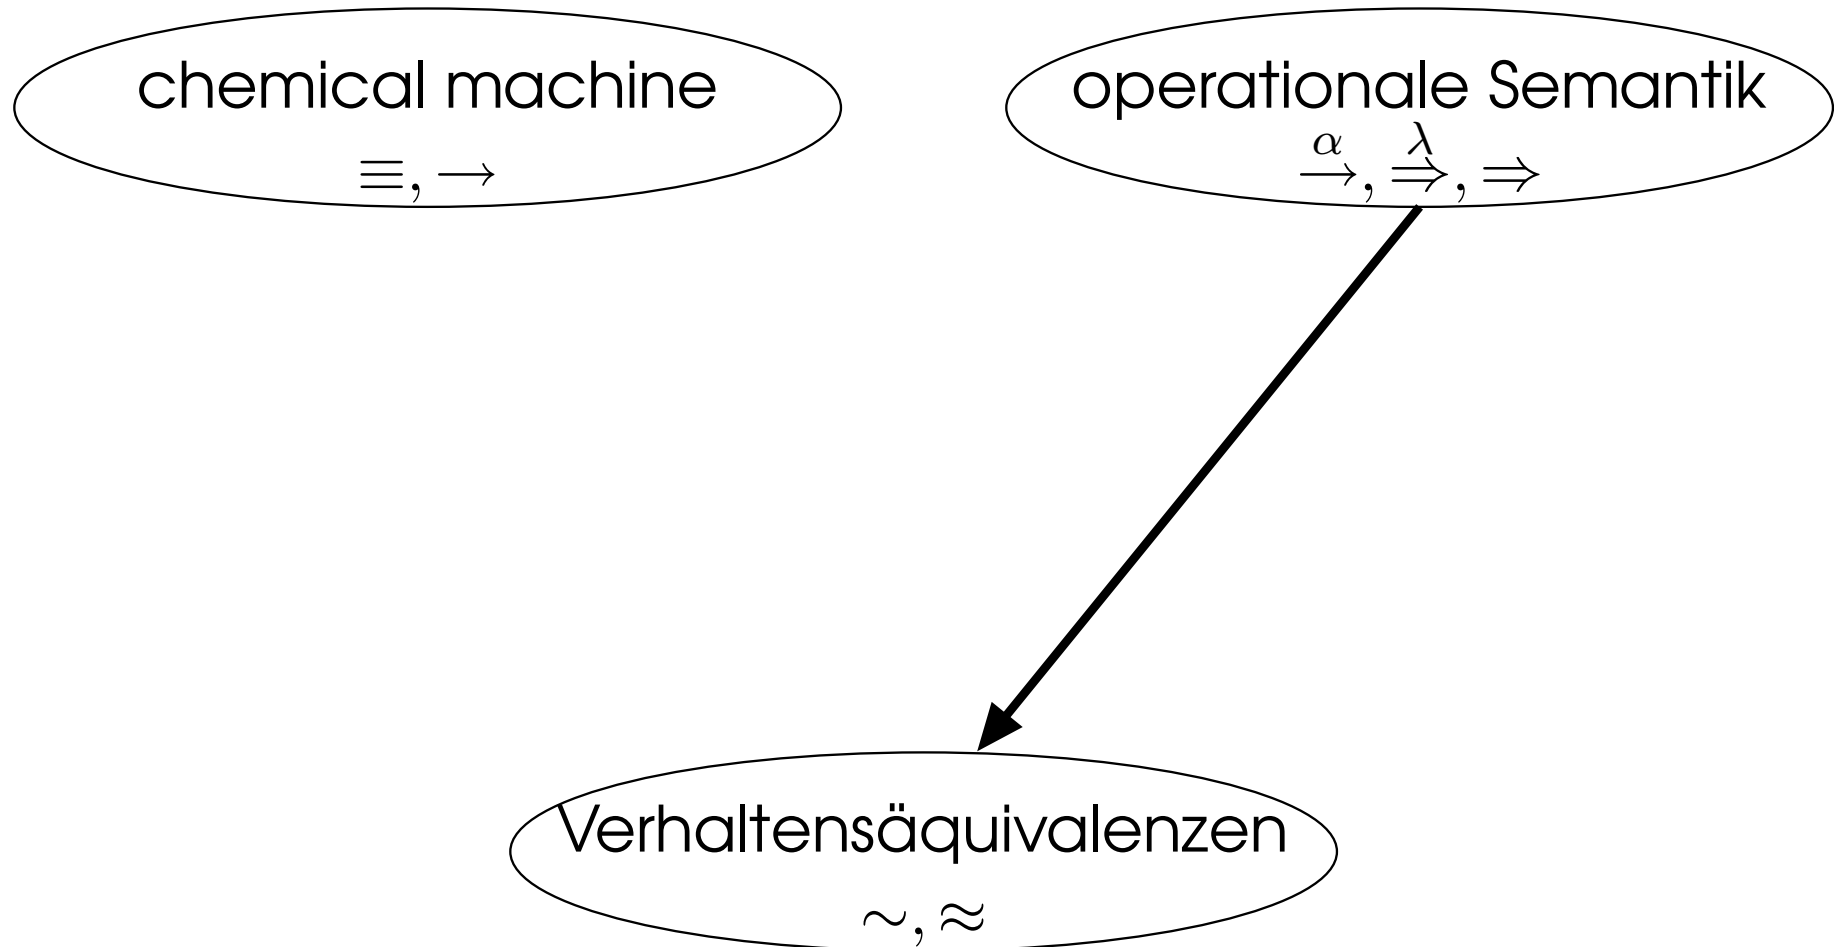 chemical machine
≡, →
operationale Semantik
α→, λ⇒, ⇒
Verhaltensäquivalenzen
∼, ≈